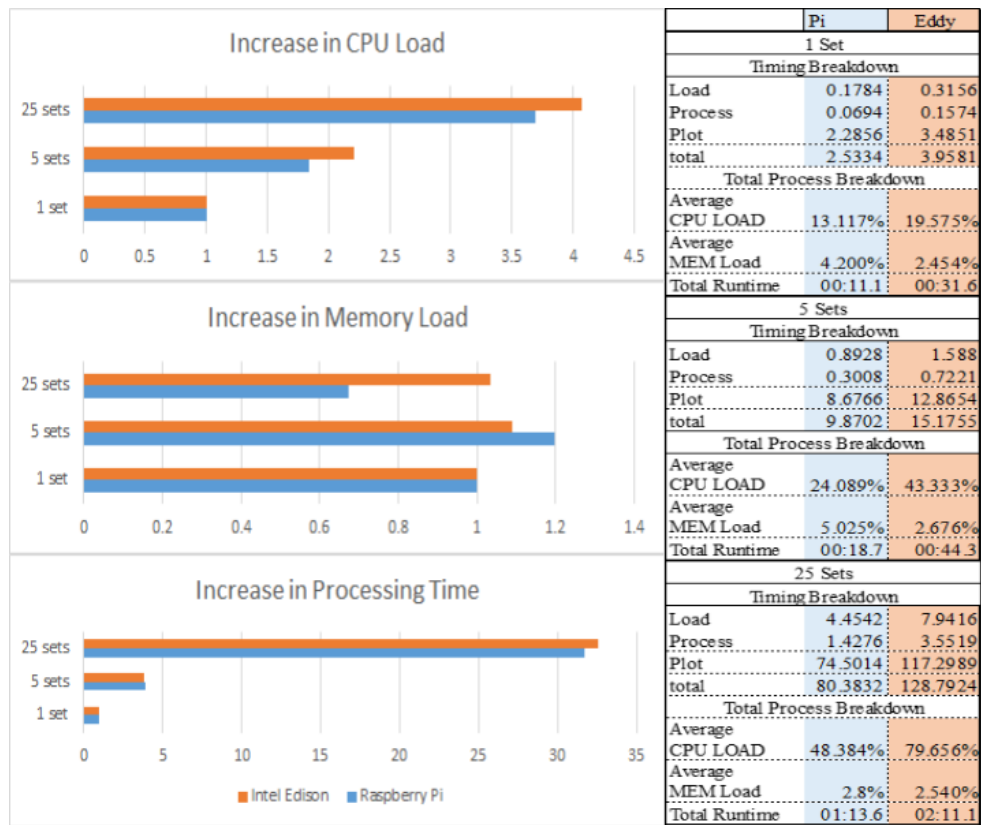 Increase in CPU Load
25 sets
5 sets
1 set
0 0.5 1 1.5 2 2.5 3 3.5 4 4.5
Increase in Memory Load
25 sets
5 sets
1 set
0 0.2 0.4 0.6 0.8 1 1.2 1.4
Increase in Processing Time
25 sets
5 sets
1 set
0 5 10 15 20 25 30 35
Intel Edison Raspberry Pi
Pi Eddy
1 Set
Timing Breakdown
Load 0.1784 0.3156
Process 0.0694 0.1574
Plot 2.2856 3.4851
total 2.5334 3.9581
Total Process Breakdown
Average
CPU LOAD 13.117% 19.575%
Average
MEM Load 4.200% 2.454%
Total Runtime 00:11.1 00:31.6
5 Sets
Timing Breakdown
Load 0.8928 1.588
Process 0.3008 0.7221
Plot 8.6766 12.8654
total 9.8702 15.1755
Total Process Breakdown
Average
CPU LOAD 24.089% 43.333%
Average
MEM Load 5.025% 2.676%
Total Runtime 00:18.7 00:44.3
25 Sets
Timing Breakdown
Load 4.4542 7.9416
Process 1.4276 3.5519
Plot 74.5014 117.2989
total 80.3832 128.7924
Total Process Breakdown
Average
CPU LOAD 48.384% 79.656%
Average
MEM Load 2.8% 2.540%
Total Runtime 01:13.6 02:11.1